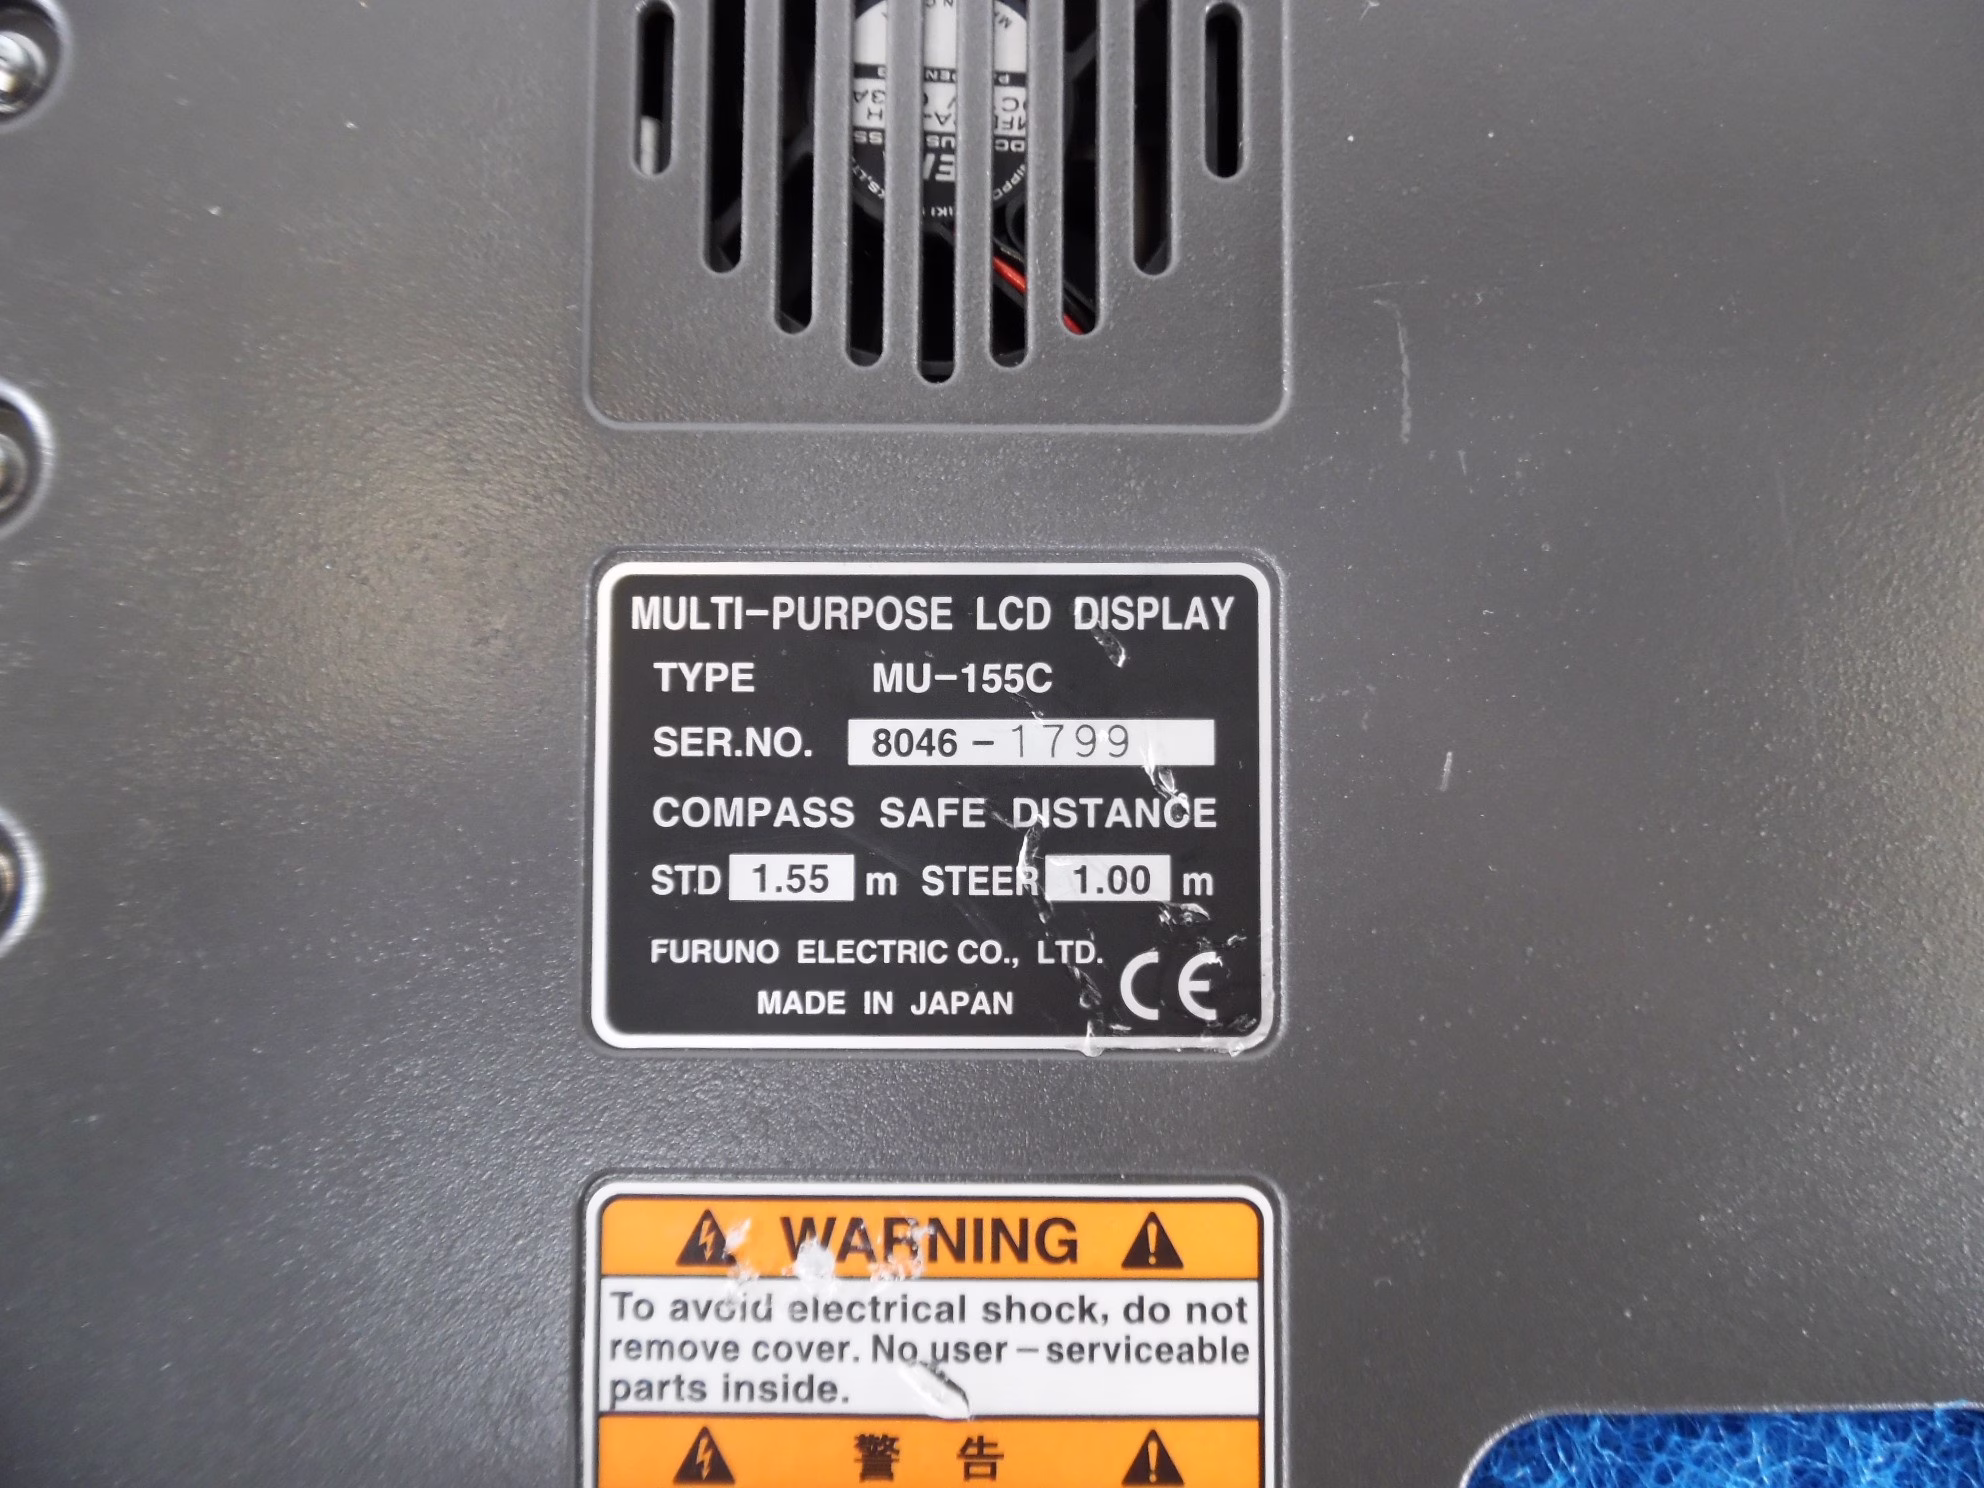 MULTI-PURPOSE LCD DISPLAY
TYPE MU-155C
SER.NO. 8046-1799
COMPASS SAFE DISTANCE
STD 1.55 m STEER 1.00 m
FURUNO ELECTRIC CO., LTD.
MADE IN JAPAN CE
WARNING
To avoid electrical shock, do not
remove cover. No user-serviceable
parts inside.
警告